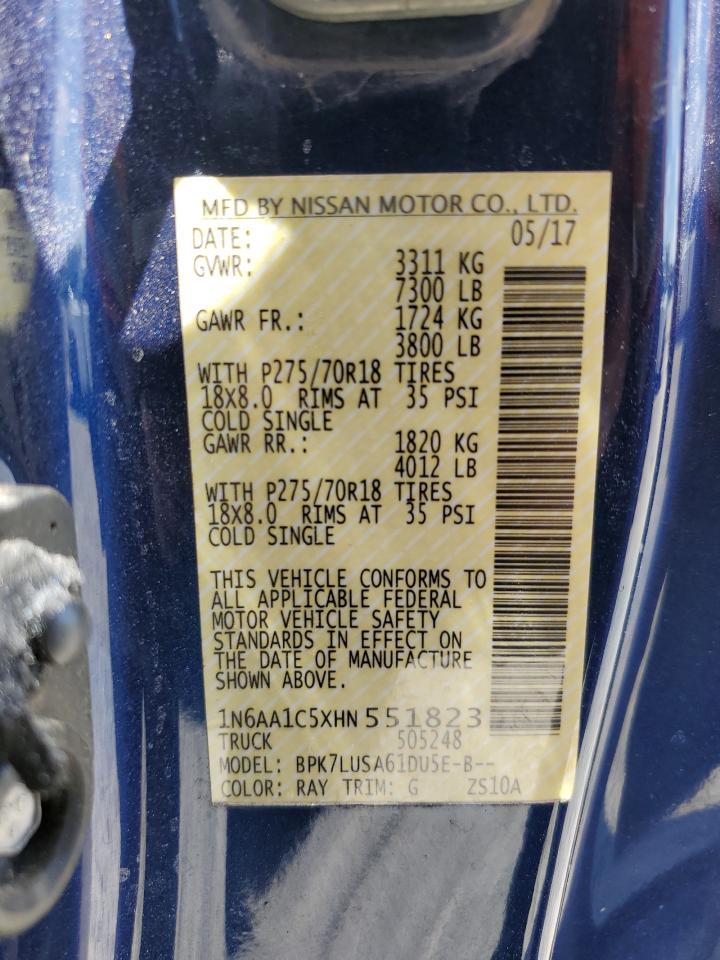 MFD BY NISSAN MOTOR CO., LTD.
DATE: 05/17
GVWR: 3311 KG
7300 LB
GAWR FR.: 1724 KG
3800 LB
WITH P275/70R18 TIRES
18X8.0 RIMS AT 35 PSI
COLD SINGLE
GAWR RR.: 1820 KG
4012 LB
WITH P275/70R18 TIRES
18X8.0 RIMS AT 35 PSI
COLD SINGLE
THIS VEHICLE CONFORMS TO
ALL APPLICABLE FEDERAL
MOTOR VEHICLE SAFETY
STANDARDS IN EFFECT ON
THE DATE OF MANUFACTURE
SHOWN ABOVE.
1N6AA1C5XHN 551823
TRUCK 505248
MODEL: BPK7LUSA61DU5E-B--
COLOR: RAY TRIM: G ZS10A